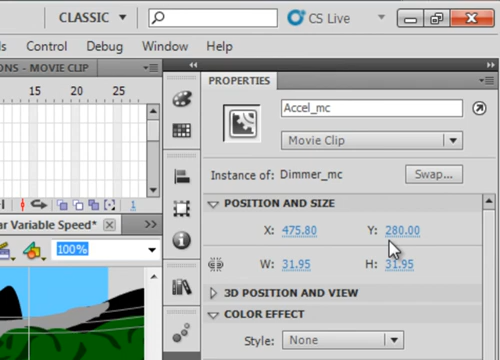 CLASSIC
CS Live
ls Control Debug Window Help
ONS - MOVIE CLIP
15 20 25
1
ar Variable Speed*
100%
PROPERTIES
Accel_mc
Movie Clip
Instance of: Dimmer_mc
Swap...
POSITION AND SIZE
X: 475.80 Y: 280.00
W: 31.95 H: 31.95
3D POSITION AND VIEW
COLOR EFFECT
Style: None